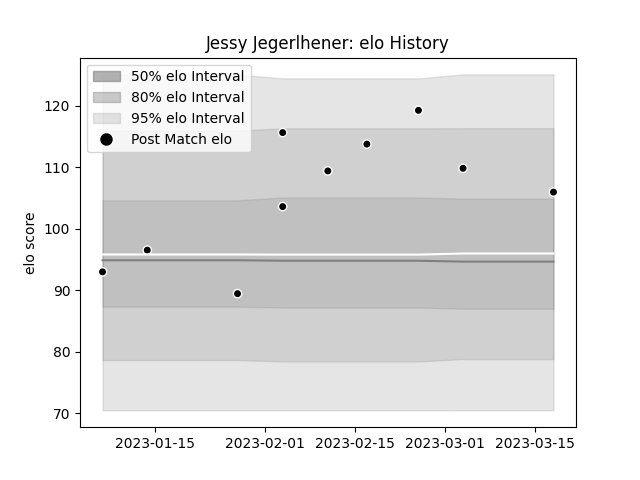 Jessy Jegerlhener: elo History
50% elo Interval
80% elo Interval
95% elo Interval
Post Match elo
elo score
120
110
100
90
80
70
2023-01-15
2023-02-01
2023-02-15
2023-03-01
2023-03-15